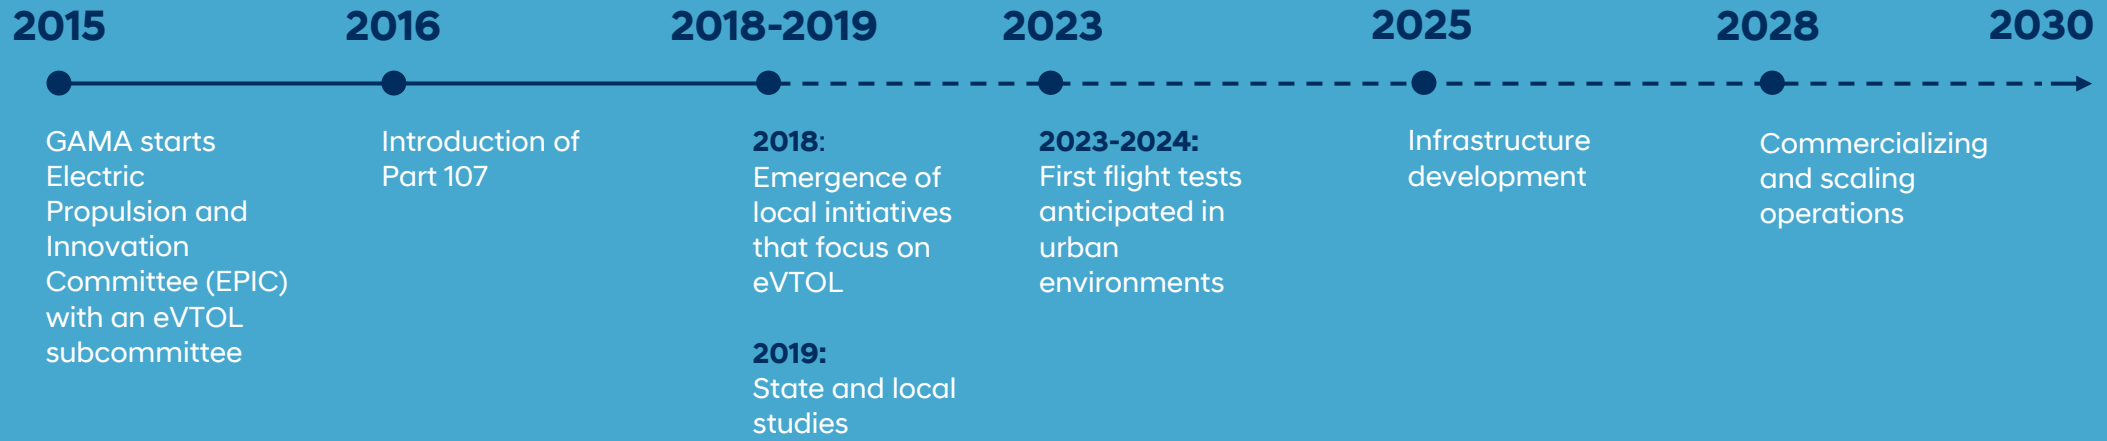 2015
2016
2018-2019
2023
2025
2028
2030
GAMA starts
Electric
Propulsion and
Innovation
Committee (EPIC)
with an eVTOL
subcommittee
Introduction of
Part 107
2018:
Emergence of
local initiatives
that focus on
eVTOL
2019:
State and local
studies
2023-2024:
First flight tests
anticipated in
urban
environments
Infrastructure
development
Commercializing
and scaling
operations